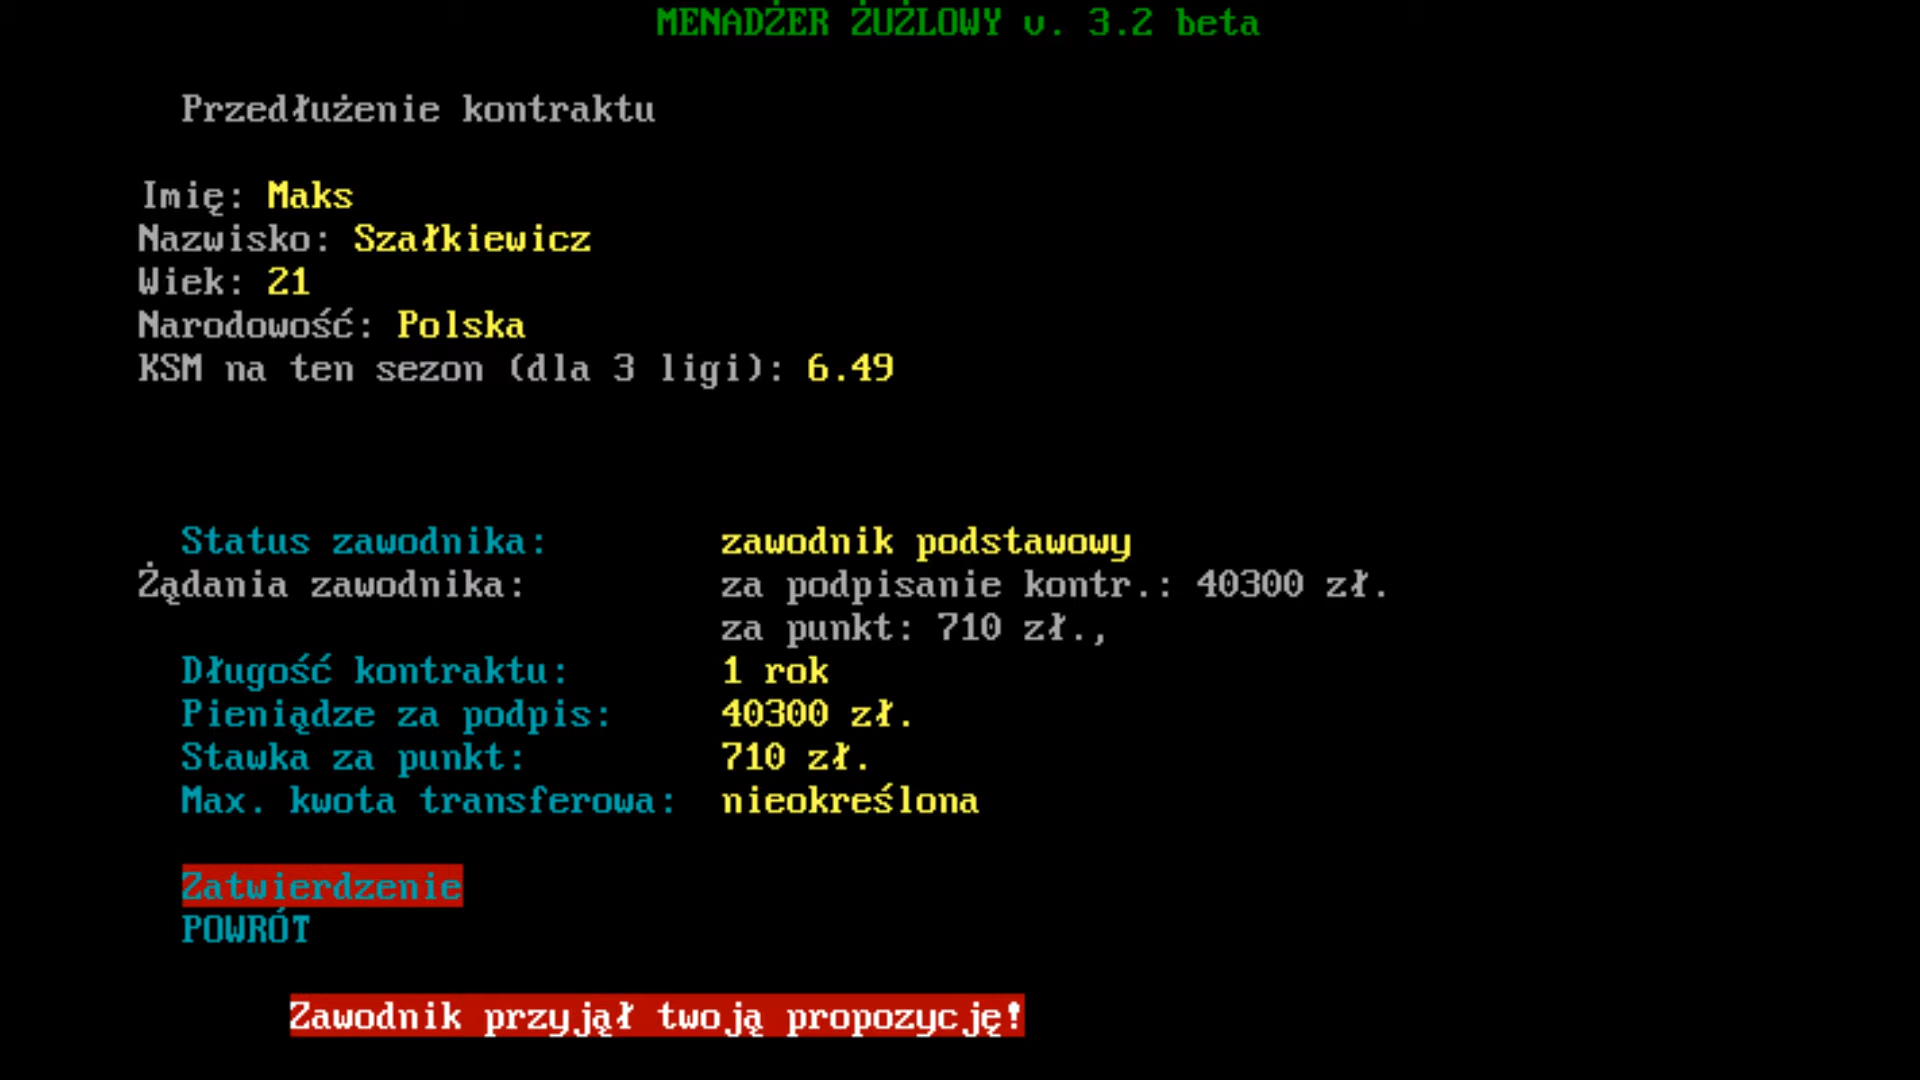 MENADŻER ŻUŻLOWY v. 3.2 beta
Przedłużenie kontraktu
Imię: Maks
Nazwisko: Szałkiewicz
Wiek: 21
Narodowość: Polska
KSM na ten sezon (dla 3 ligi): 6.49
Status zawodnika: zawodnik podstawowy
Żądania zawodnika: za podpisanie kontr.: 40300 zł.
za punkt: 710 zł.,
Długość kontraktu: 1 rok
Pieniądze za podpis: 40300 zł.
Stawka za punkt: 710 zł.
Max. kwota transferowa: nieokreślona
Zatwierdzenie
POWRÓT
Zawodnik przyjął twoją propozycję!